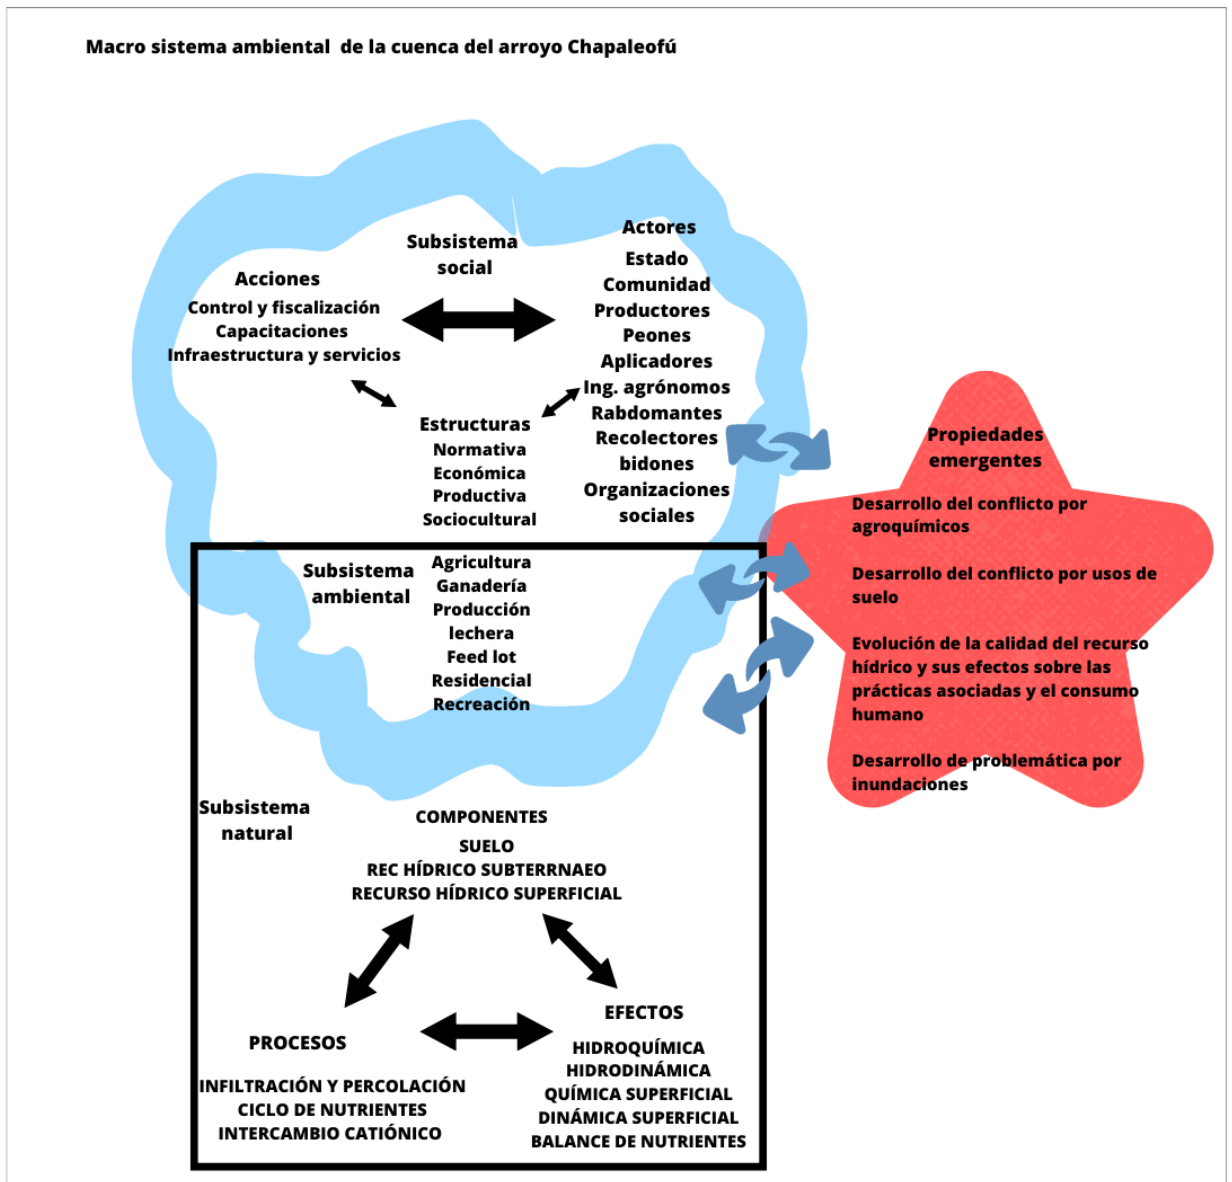 Macro sistema ambiental de la cuenca del arroyo Chapaleofú
Subsistema
social
Acciones
Control y fiscalización
Capacitaciones
Infraestructura y servicios
Actores
Estado
Comunidad
Productores
Peones
Aplicadores
Ing. agrónomos
Rabdomantes
Recolectores
bidones
Organizaciones
sociales
Estructuras
Normativa
Económica
Productiva
Sociocultural
Subsistema
ambiental
Agricultura
Ganadería
Producción
lechera
Feed lot
Residencial
Recreación
Propiedades
emergentes
Desarrollo del conflicto por
agroquímicos
Desarrollo del conflicto por usos de
suelo
Evolución de la calidad del recurso
hídrico y sus efectos sobre las
prácticas asociadas y el consumo
humano
Desarrollo de problemática por
inundaciones
Subsistema
natural
COMPONENTES
SUELO
REC HÍDRICO SUBTERRNAEO
RECURSO HÍDRICO SUPERFICIAL
PROCESOS
INFILTRACIÓN Y PERCOLACIÓN
CICLO DE NUTRIENTES
INTERCAMBIO CATIÓNICO
EFECTOS
HIDROQUÍMICA
HIDRODINÁMICA
QUÍMICA SUPERFICIAL
DINÁMICA SUPERFICIAL
BALANCE DE NUTRIENTES